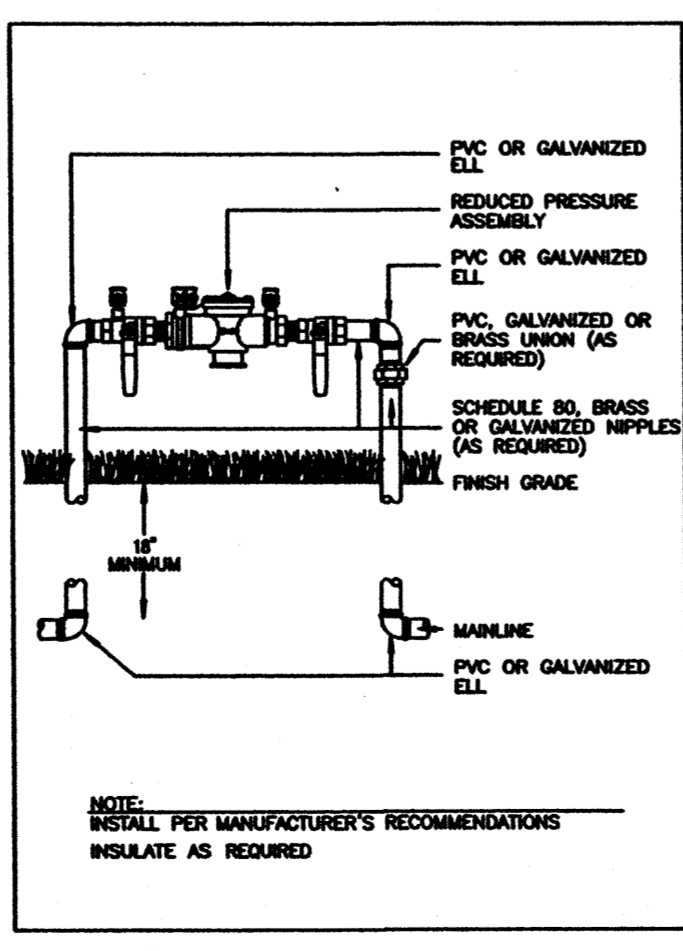 PVC OR GALVANIZED
ELL
REDUCED PRESSURE
ASSEMBLY
PVC OR GALVANIZED
ELL
PVC, GALVANIZED OR
BRASS UNION (AS
REQUIRED)
SCHEDULE 80, BRASS
OR GALVANIZED NIPPLES
(AS REQUIRED)
FINISH GRADE
18"
MINIMUM
MAINLINE
PVC OR GALVANIZED
ELL
NOTE:
INSTALL PER MANUFACTURER'S RECOMMENDATIONS
INSULATE AS REQUIRED